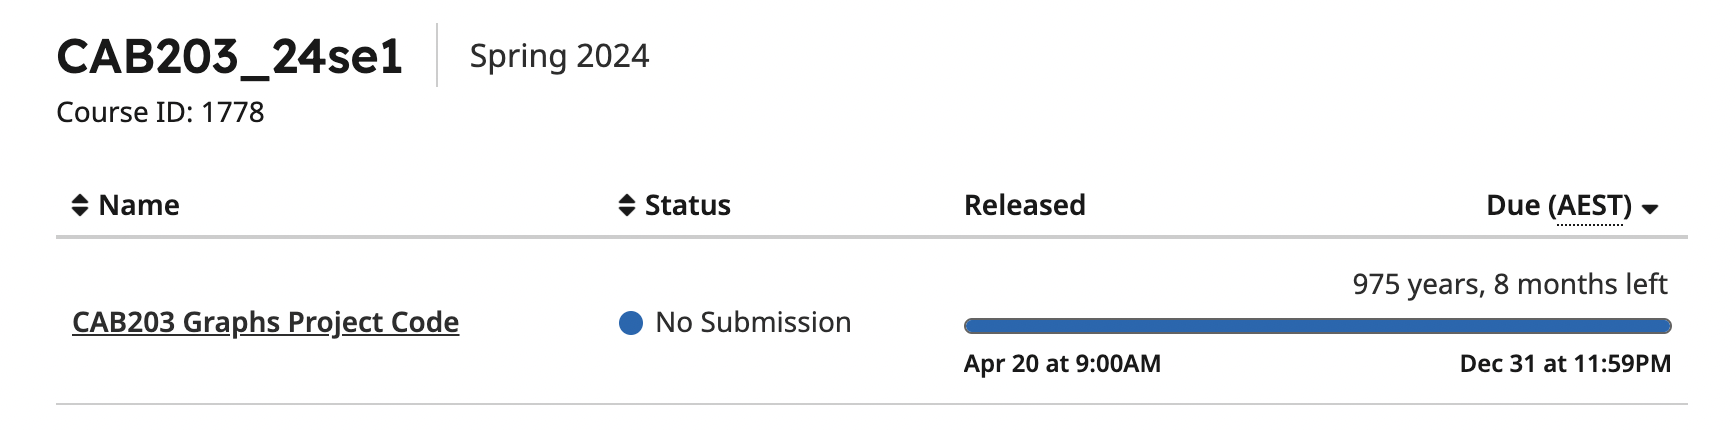 CAB203_24se1 Spring 2024
Course ID: 1778
Name Status Released Due (AEST)
975 years, 8 months left
CAB203 Graphs Project Code No Submission
Apr 20 at 9:00AM Dec 31 at 11:59PM